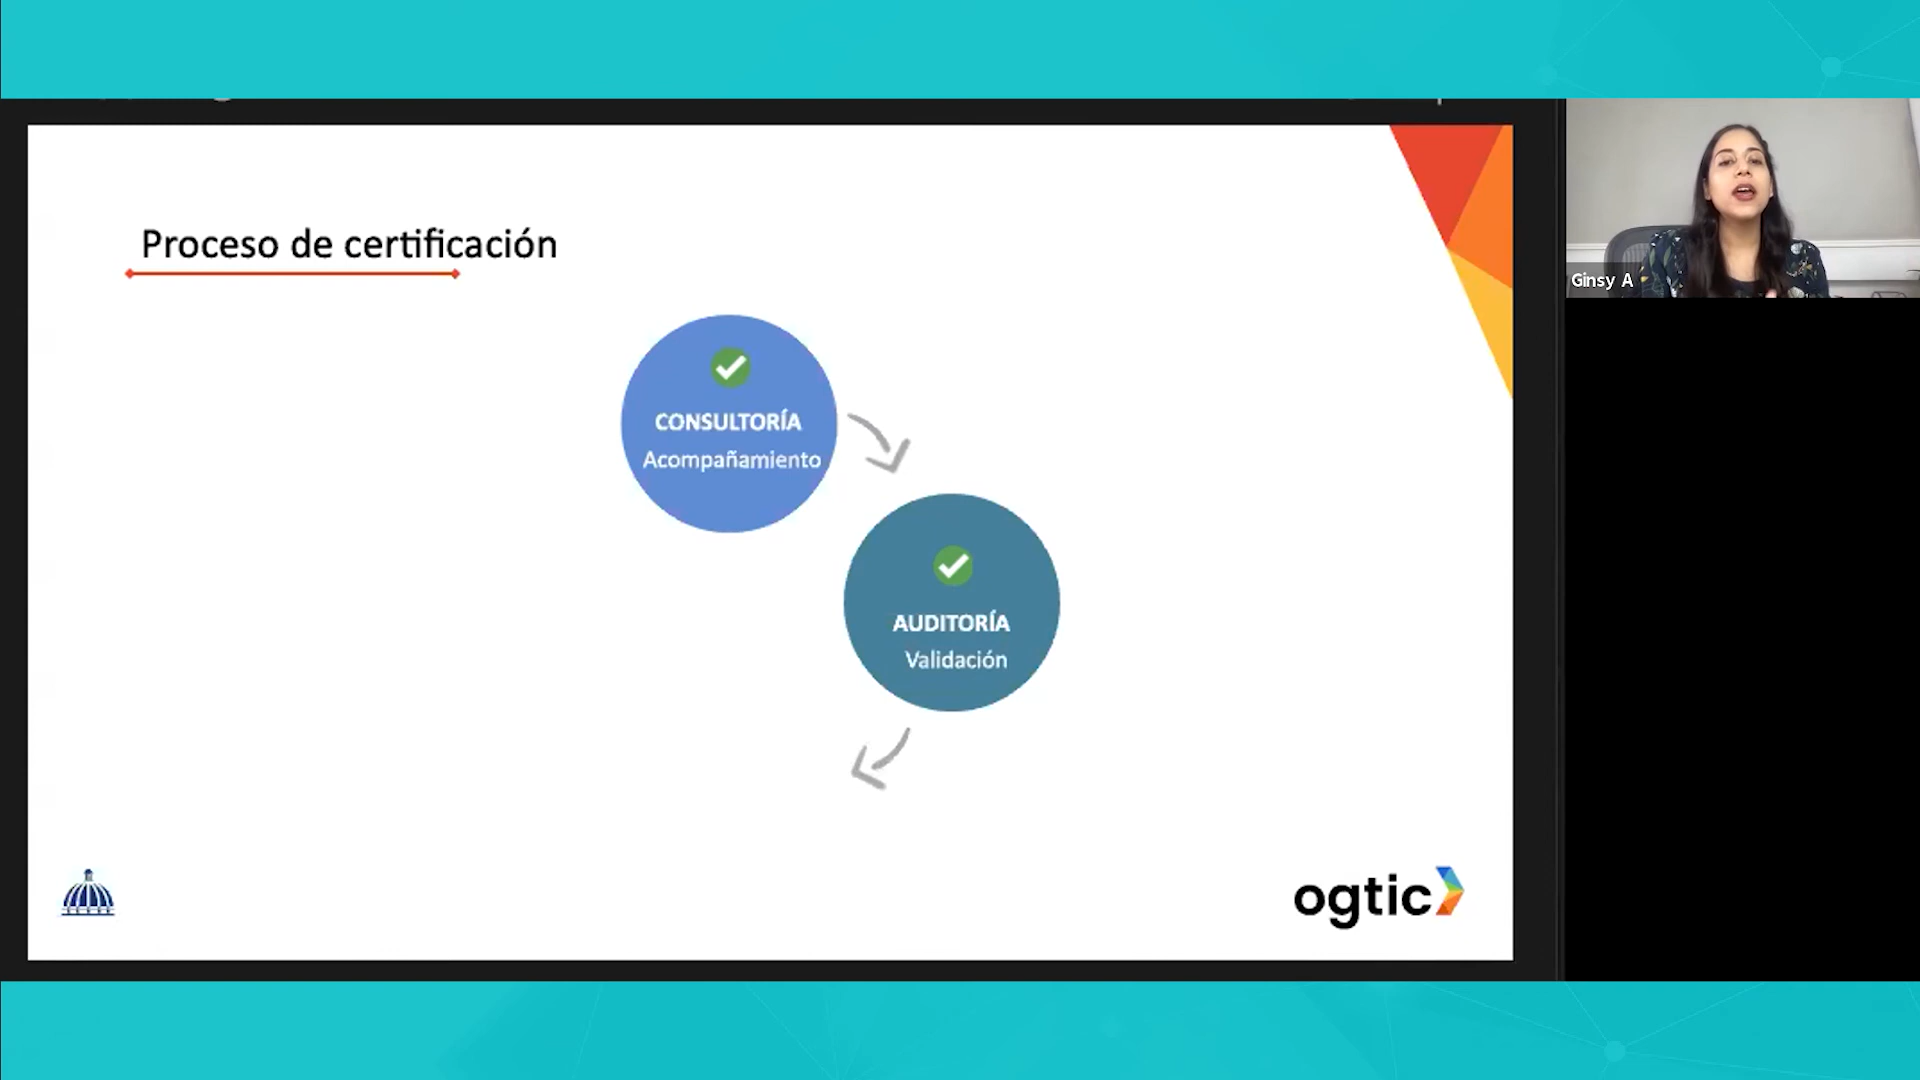 Proceso de certificación
CONSULTORÍA
Acompañamiento
AUDITORÍA
Validación
ogtic
Ginsy A